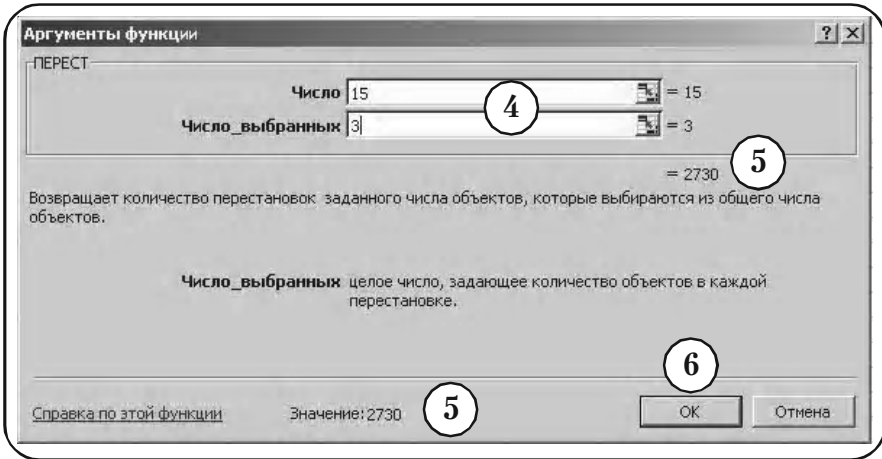 Аргументы функции
ПЕРЕСТ
Число 15 4 = 15
Число_выбранных 3 = 3
= 2730 5
Возвращает количество перестановок заданного числа объектов, которые выбираются из общего числа
объектов.
Число_выбранных целое число, задающее количество объектов в каждой
перестановке.
6
Справка по этой функции Значение:2730 5 OK Отмена